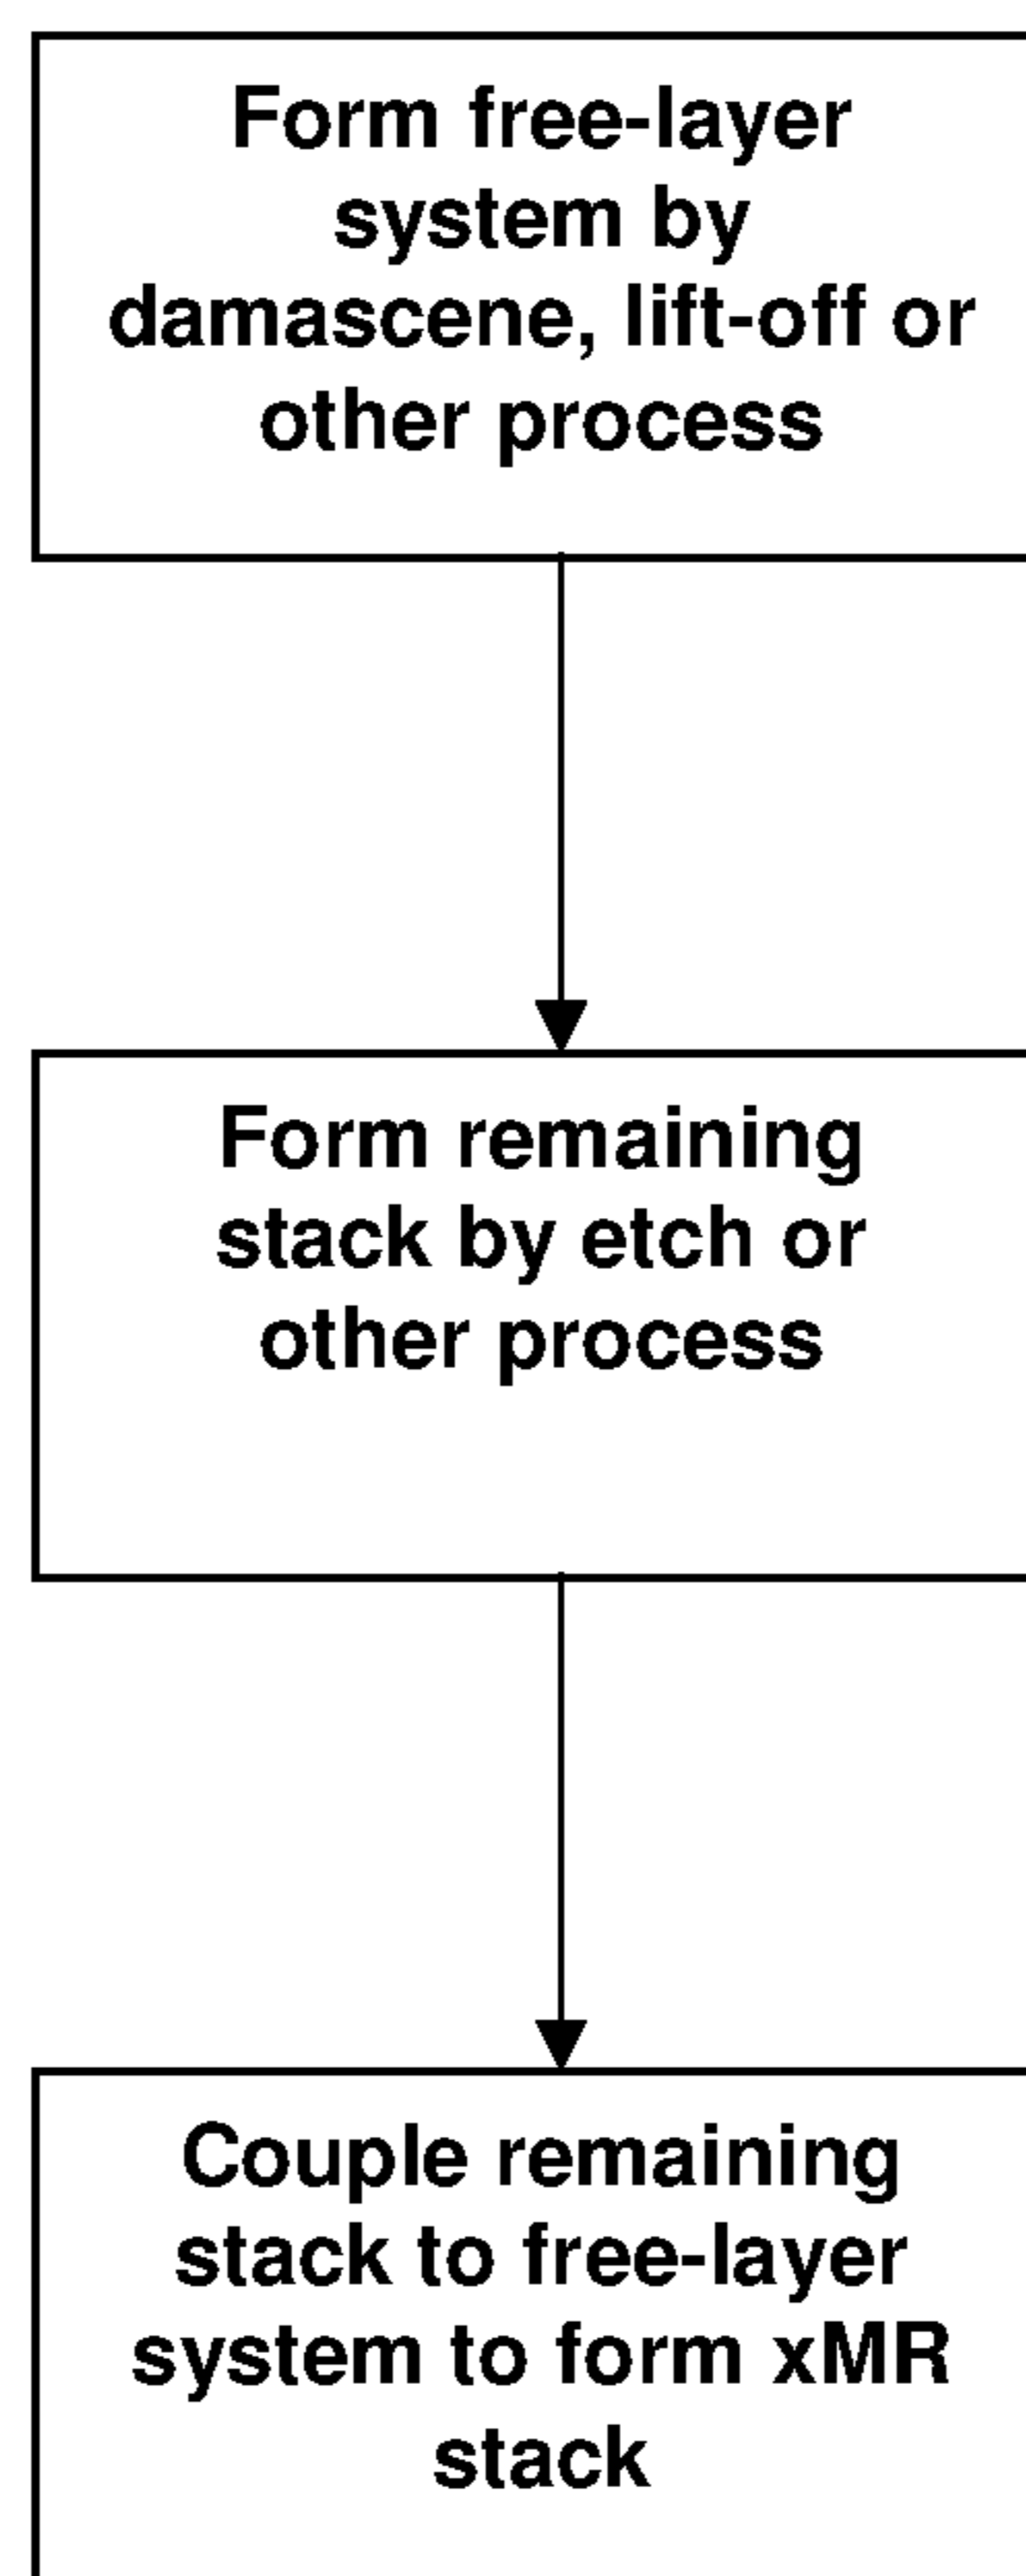 Form free-layer
system by
damascene, lift-off or
other process
Form remaining
stack by etch or
other process
Couple remaining
stack to free-layer
system to form xMR
stack